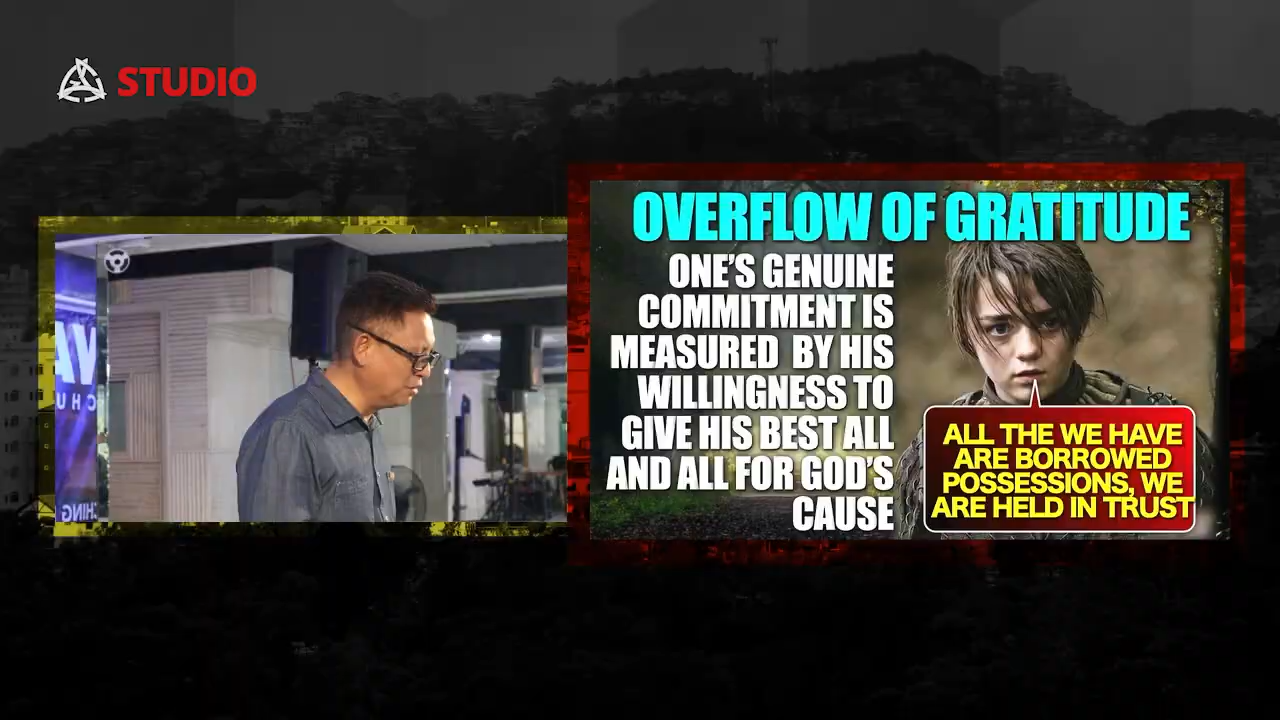 STUDIO
OVERFLOW OF GRATITUDE
ONE'S GENUINE
COMMITMENT IS
MEASURED BY HIS
WILLINGNESS TO
GIVE HIS BEST ALL
AND ALL FOR GOD'S
CAUSE
ALL THE WE HAVE
ARE BORROWED
POSSESSIONS, WE
ARE HELD IN TRUST